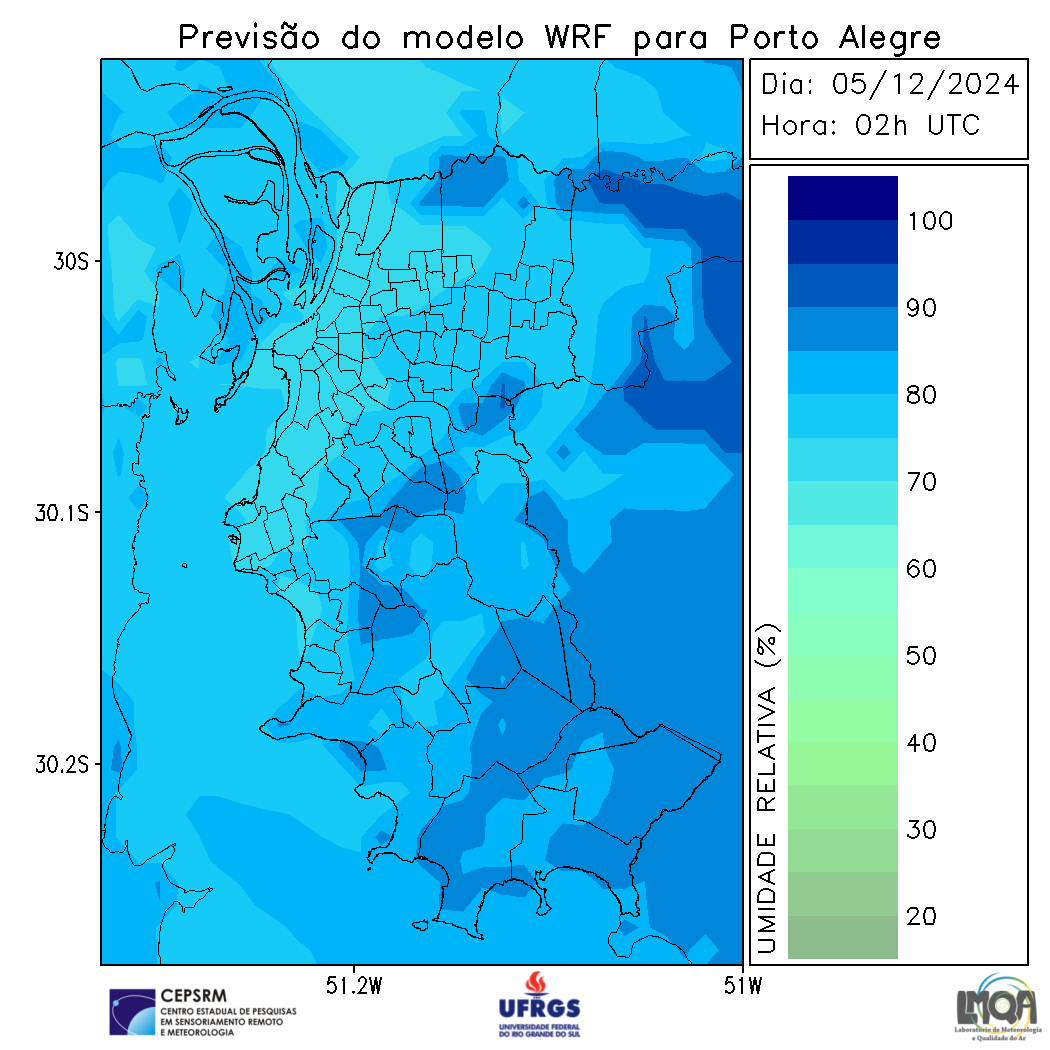 Previsão do modelo WRF para Porto Alegre
Dia: 05/12/2024
Hora: 02h UTC
30S
30.1S
30.2S
51.2W
51W
100
90
80
70
60
50
40
30
20
UMIDADE RELATIVA (%)
CEPSRM
CENTRO ESTADUAL DE PESQUISAS
EM SENSORIAMENTO REMOTO
E METEOROLOGIA
UFRGS
UNIVERSIDADE FEDERAL
DO RIO GRANDE DO SUL
LMQA
Laboratório de Meteorologia
e Qualidade do Ar